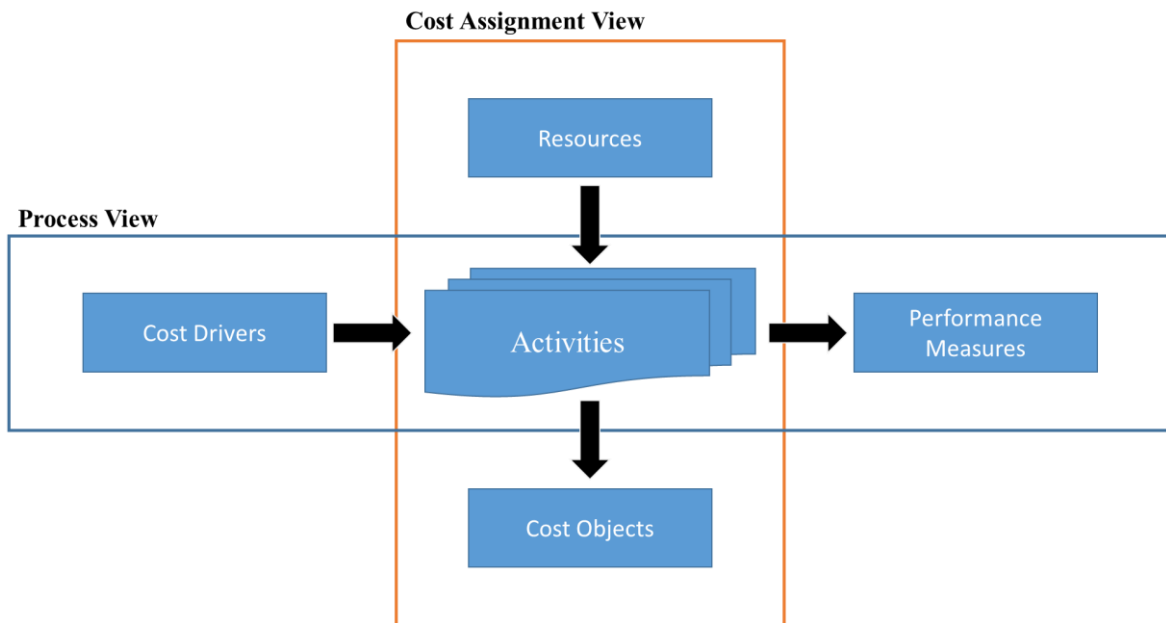 Cost Assignment View
Resources
Process View
Cost Drivers
Activities
Performance
Measures
Cost Objects